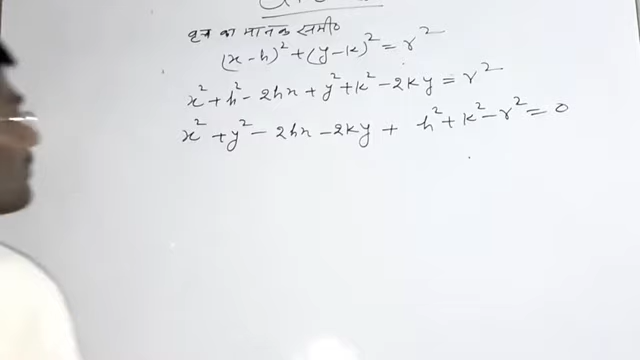 वृत्त का मानक समी०
(x-h)² + (y-k)² = r²
x² + h² - 2hx + y² + k² - 2ky = r²
x² + y² - 2hx - 2ky + h² + k² - r² = 0